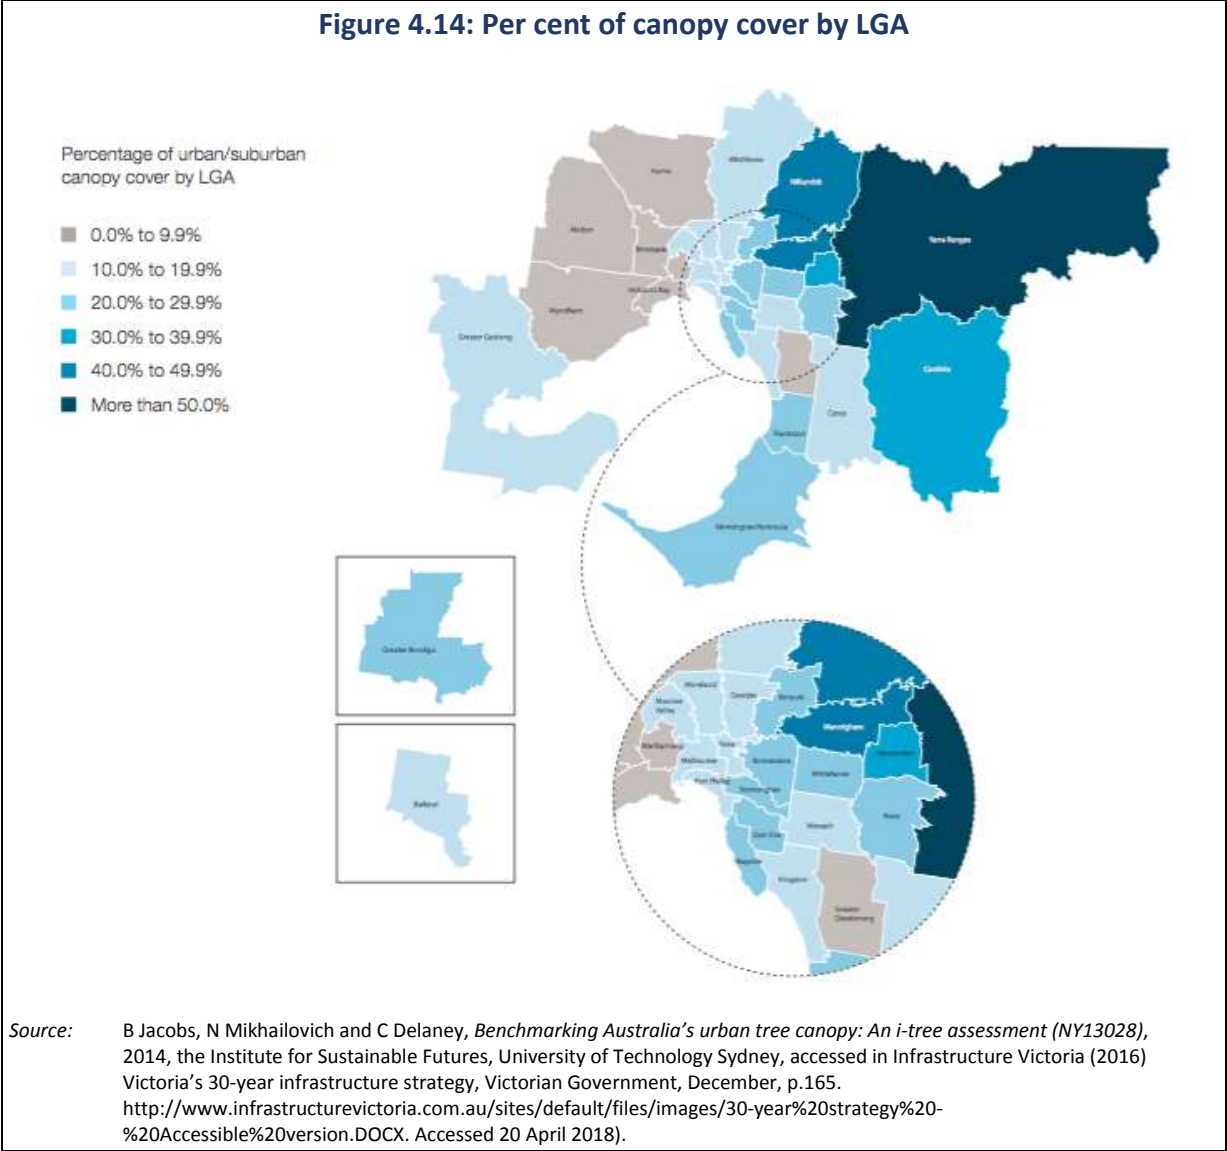 Figure 4.14: Per cent of canopy cover by LGA
Percentage of urban/suburban
canopy cover by LGA
0.0% to 9.9%
10.0% to 19.9%
20.0% to 29.9%
30.0% to 39.9%
40.0% to 49.9%
More than 50.0%
Whittlesea
Hume
Nillumbik
Melton
Brimbank
Yarra Ranges
Hobsons Bay
Wyndham
Greater Geelong
Cardinia
Casey
Frankston
Mornington Peninsula
Greater Bendigo
Ballarat
Moreland
Moonee
Valley
Darebin
Banyule
Manningham
Maribyrnong
Yarra
Melbourne
Boroondara
Maroondah
Port Phillip
Whitehorse
Stonnington
Knox
Monash
Glen Eira
Bayside
Kingston
Greater
Dandenong
Source: B Jacobs, N Mikhailovich and C Delaney, Benchmarking Australia's urban tree canopy: An i-tree assessment (NY13028),
2014, the Institute for Sustainable Futures, University of Technology Sydney, accessed in Infrastructure Victoria (2016)
Victoria's 30-year infrastructure strategy, Victorian Government, December, p.165.
http://www.infrastructurevictoria.com.au/sites/default/files/images/30-year%20strategy%20-
%20Accessible%20version.DOCX. Accessed 20 April 2018).